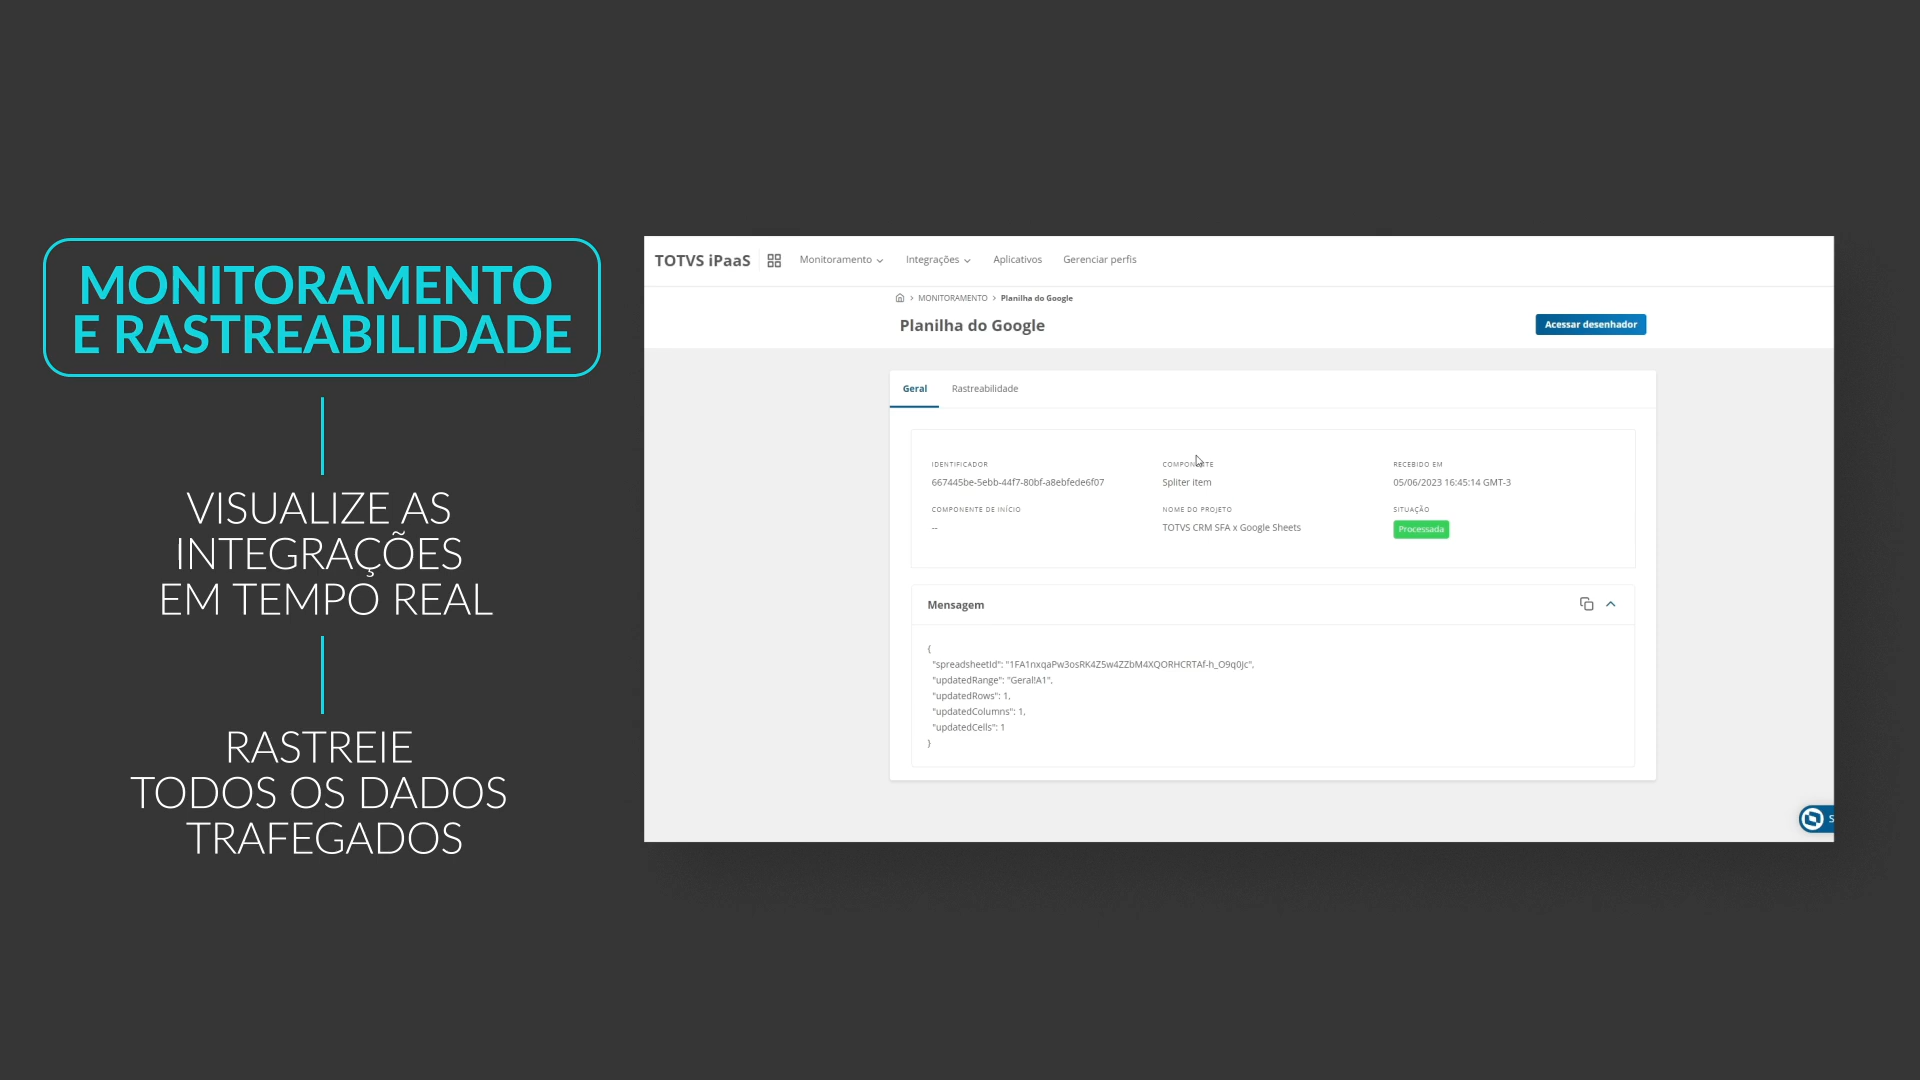 MONITORAMENTO
E RASTREABILIDADE
VISUALIZE AS
INTEGRAÇÕES
EM TEMPO REAL
RASTREIE
TODOS OS DADOS
TRAFEGADOS
TOTVS iPaaS Monitoramento Integrações Aplicativos Gerenciar perfis
> MONITORAMENTO > Planilha do Google
Planilha do Google
Acessar desenhador
Geral Rastreabilidade
IDENTIFICADOR
667445be-5ebb-44f7-80bf-a8ebfede6f07
COMPONENTE
Spliter item
RECEBIDO EM
05/06/2023 16:45:14 GMT-3
COMPONENTE DE INÍCIO
--
NOME DO PROJETO
TOTVS CRM SFA x Google Sheets
SITUAÇÃO
Processada
Mensagem
{
"spreadsheetId": "1FA1nxqaPw3osRK4Z5w4ZZbM4XQORHCRTAf-h_O9q0Jc",
"updatedRange": "Geral!A1",
"updatedRows": 1,
"updatedColumns": 1,
"updatedCells": 1
}
S